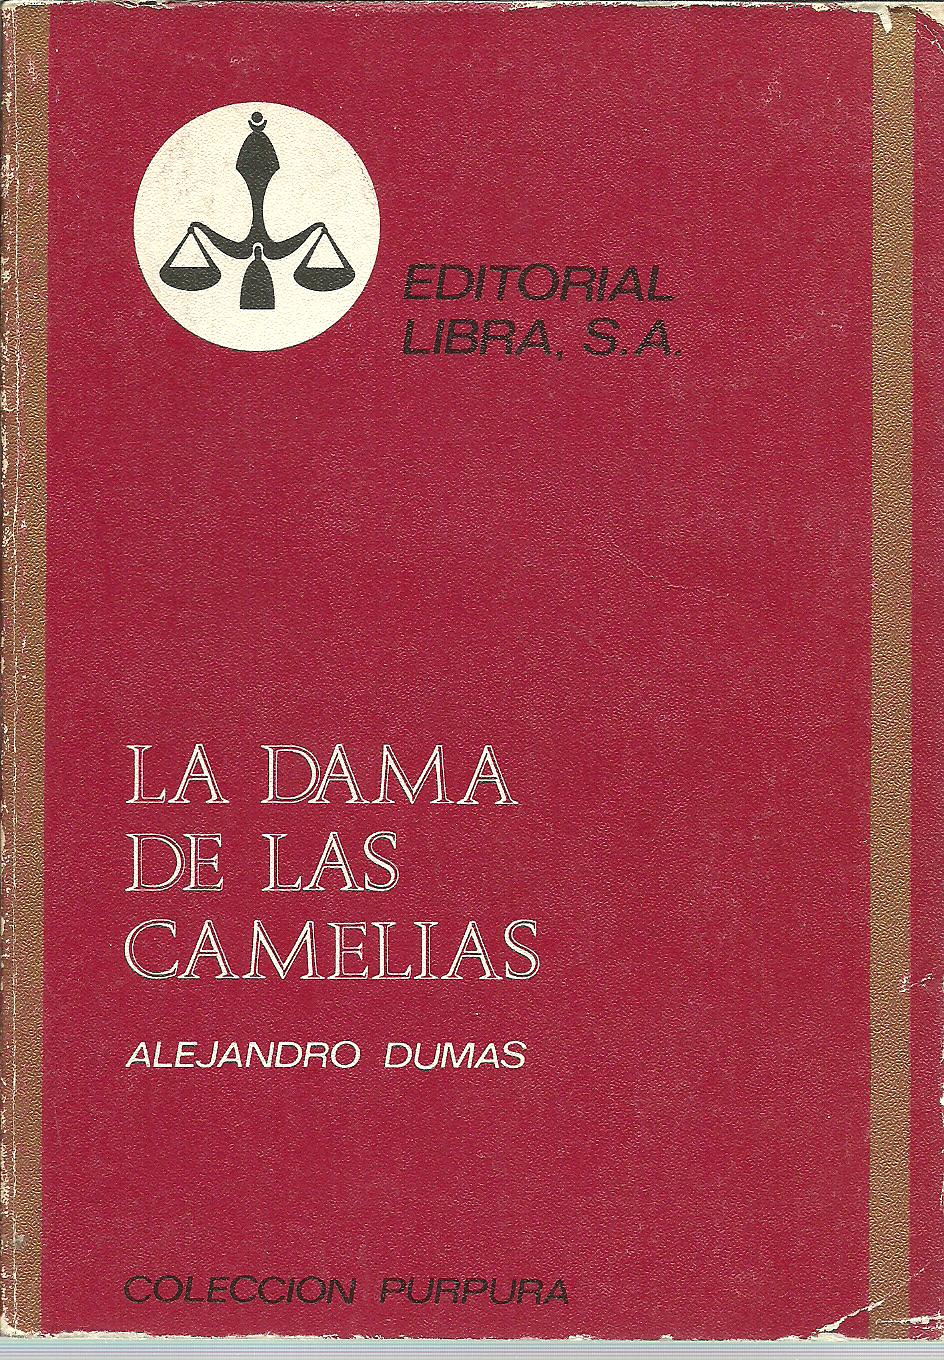 EDITORIAL
LIBRA, S.A.
LA DAMA
DE LAS
CAMELIAS
ALEJANDRO DUMAS
COLECCION PURPURA